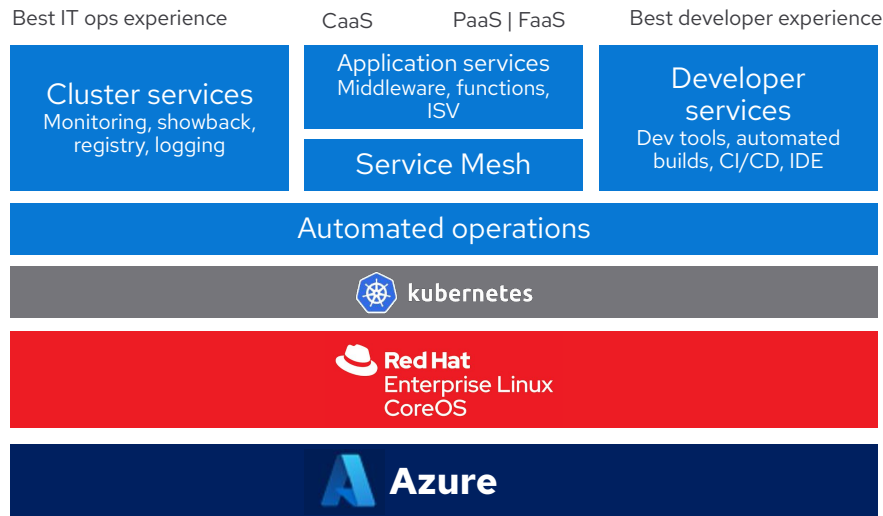 Best IT ops experience
CaaS
PaaS | FaaS
Best developer experience
Cluster services
Monitoring, showback,
registry, logging
Application services
Middleware, functions,
ISV
Service Mesh
Developer
services
Dev tools, automated
builds, CI/CD, IDE
Automated operations
kubernetes
Red Hat
Enterprise Linux
CoreOS
Azure